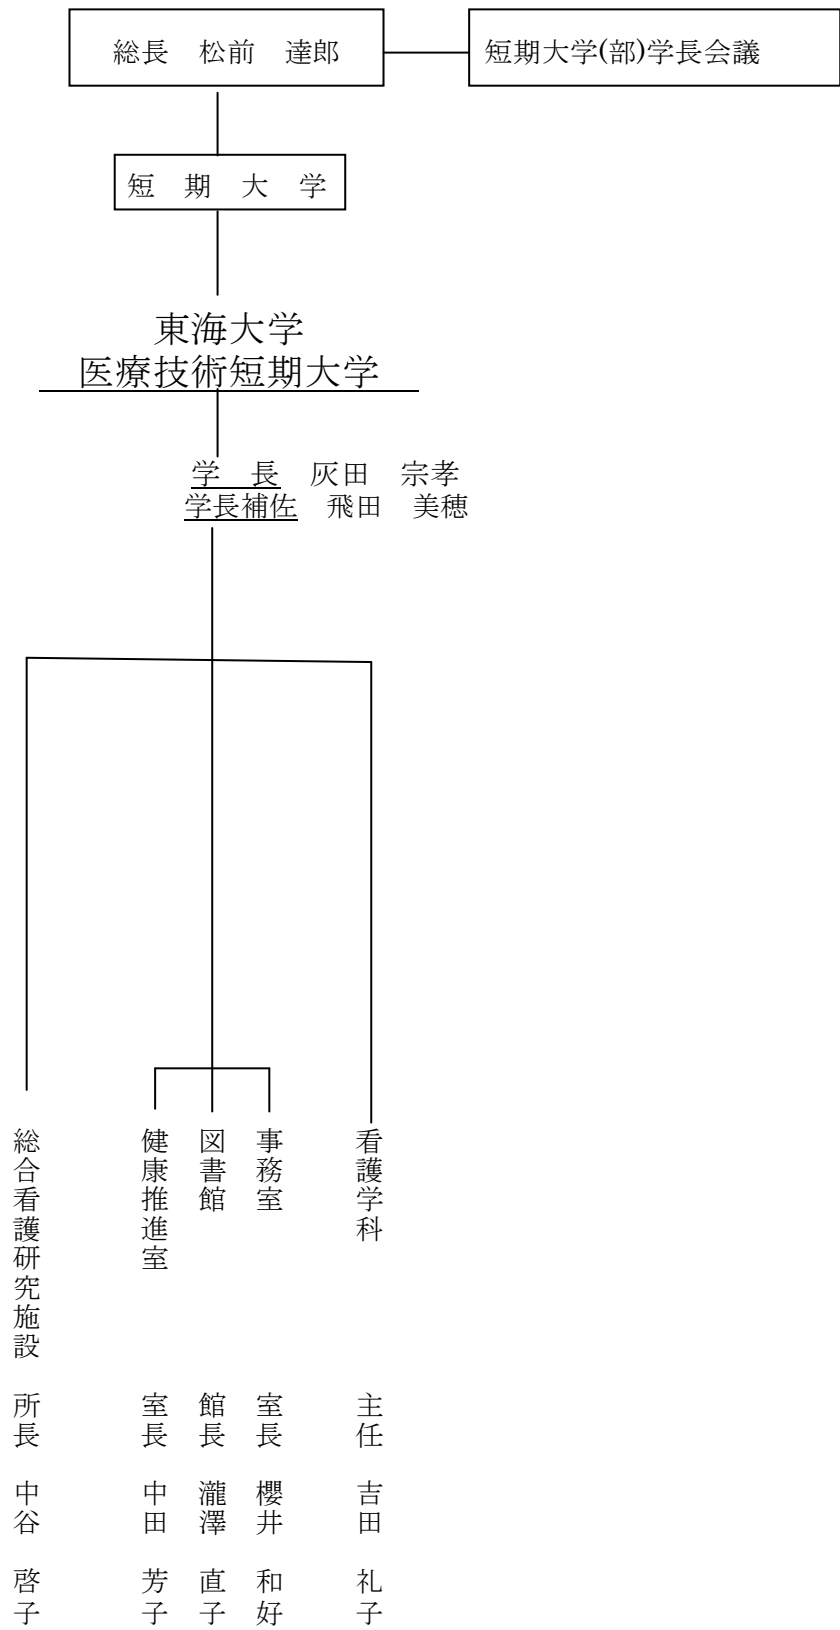 総長　松前　達郎
短期大学(部)学長会議
短　期　大　学
東海大学
医療技術短期大学
学　長　灰田　宗孝
学長補佐　飛田　美穂
看護学科　主任　吉田　礼子
事務室　室長　櫻井　和好
図書館　館長　瀧澤　直子
健康推進室　室長　中田　芳子
総合看護研究施設　所長　中谷　啓子